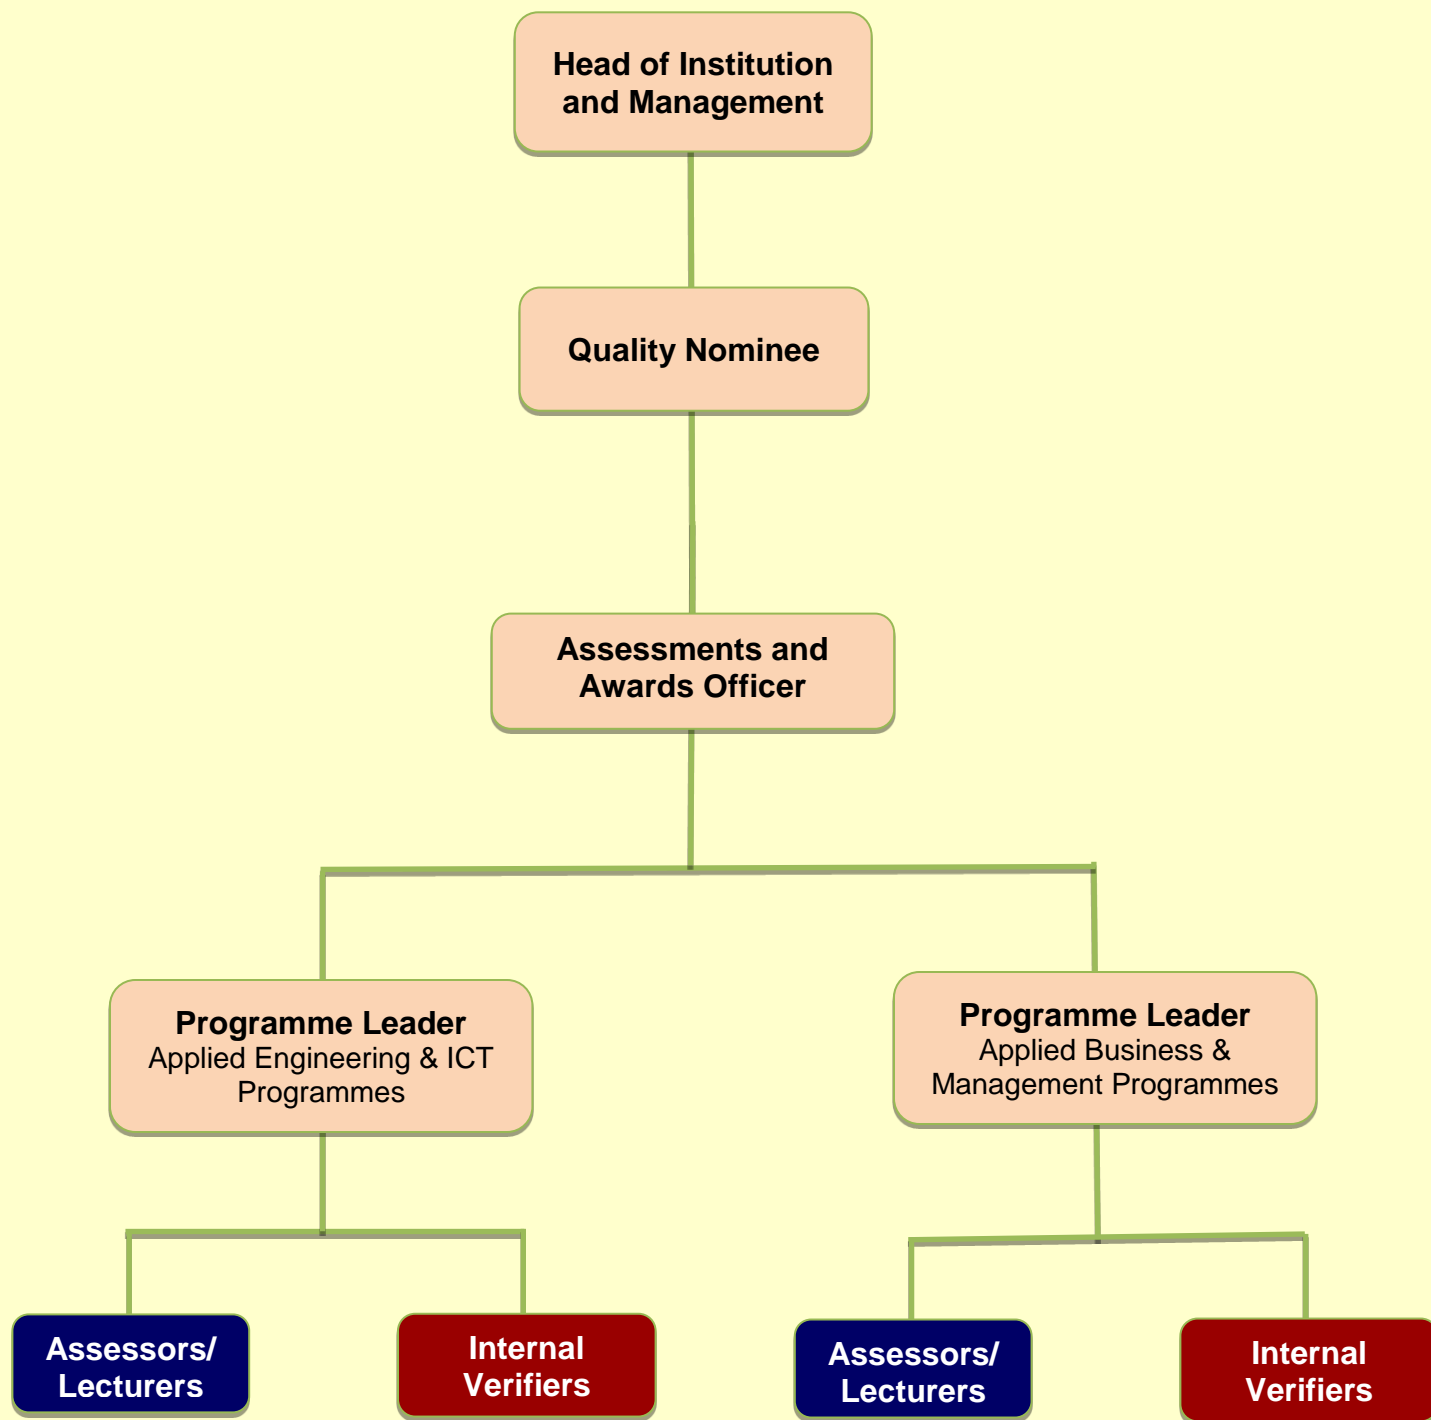 Head of Institution
and Management
Quality Nominee
Assessments and
Awards Officer
Programme Leader
Applied Engineering & ICT
Programmes
Programme Leader
Applied Business &
Management Programmes
Assessors/
Lecturers
Internal
Verifiers
Assessors/
Lecturers
Internal
Verifiers